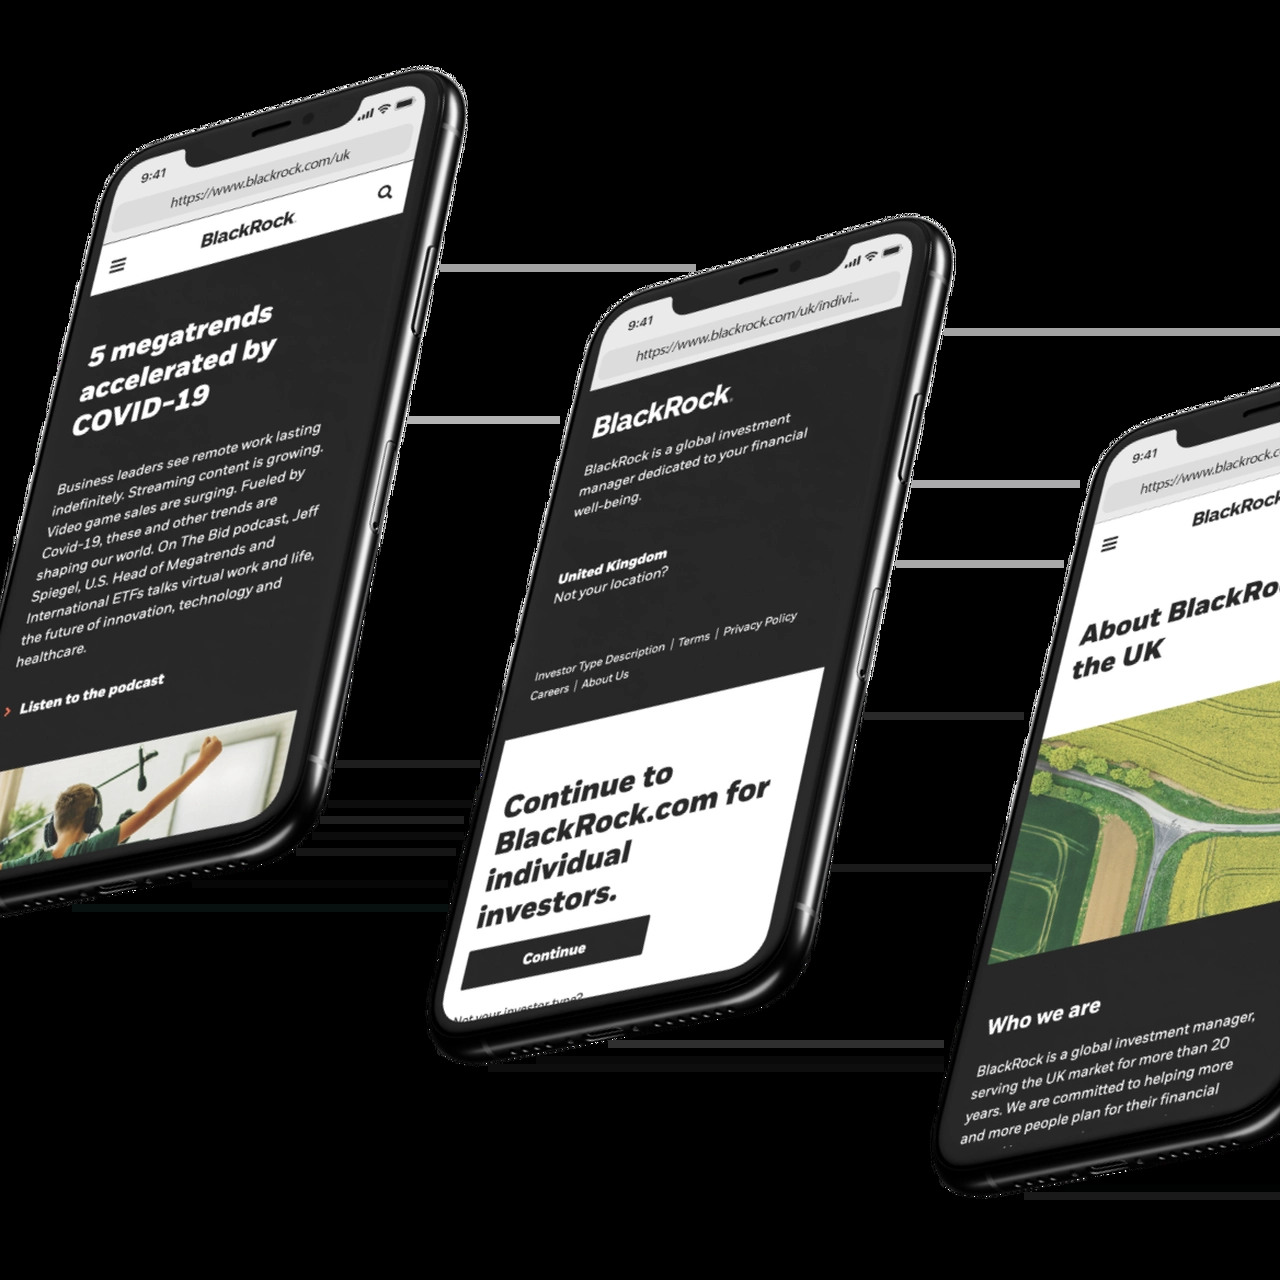 9:41
https://www.blackrock.com/uk
BlackRock.
5 megatrends
accelerated by
COVID-19
Business leaders see remote work lasting
indefinitely. Streaming content is growing.
Video game sales are surging. Fueled by
Covid-19, these and other trends are
shaping our world. On The Bid podcast, Jeff
Spiegel, U.S. Head of Megatrends and
International ETFs talks virtual work and life,
the future of innovation, technology and
healthcare.
Listen to the podcast
9:41
https://www.blackrock.com/uk/indivi...
BlackRock.
BlackRock is a global investment
manager dedicated to your financial
well-being.
United Kingdom
Not your location?
Investor Type Description | Terms | Privacy Policy
Careers | About Us
Continue to
BlackRock.com for
individual
investors.
Continue
Not your investor type?
9:41
https://www.blackrock.c
BlackRock
About BlackRo
the UK
Who we are
BlackRock is a global investment manager,
serving the UK market for more than 20
years. We are committed to helping more
and more people plan for their financial